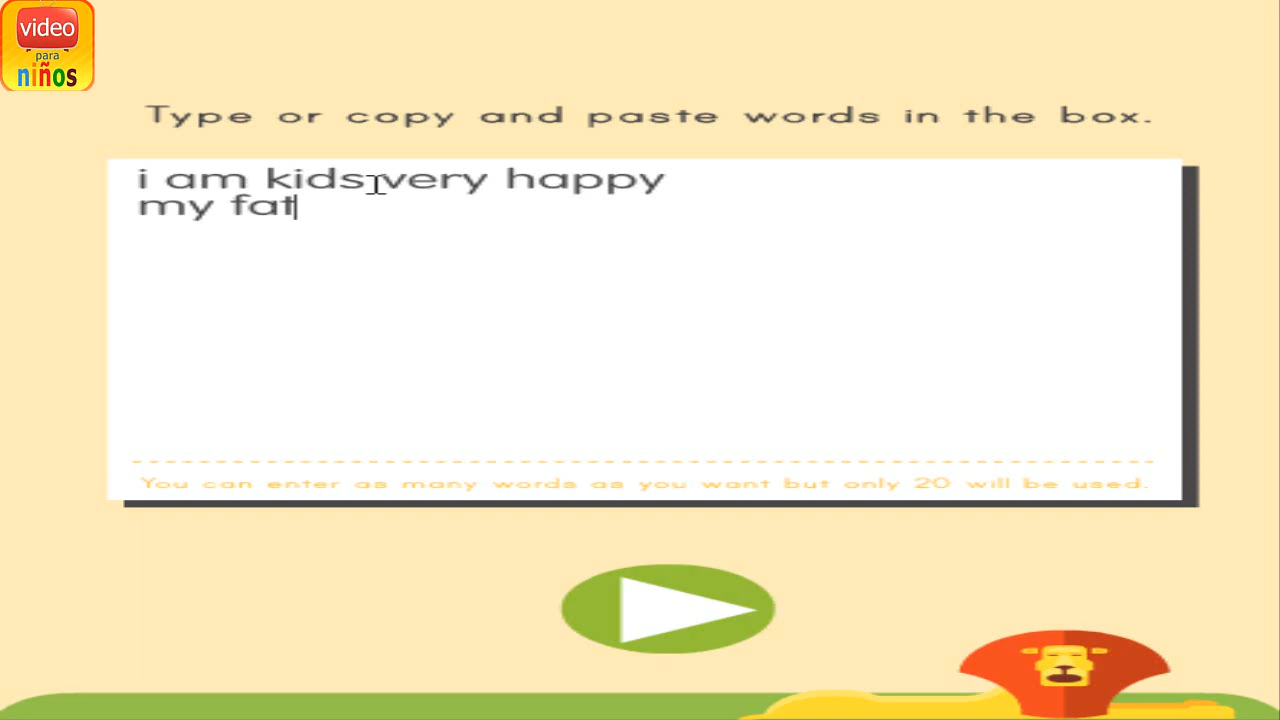 video
para
niños
Type or copy and paste words in the box.
i am kids very happy
my fat
You can enter as many words as you want but only 20 will be used.